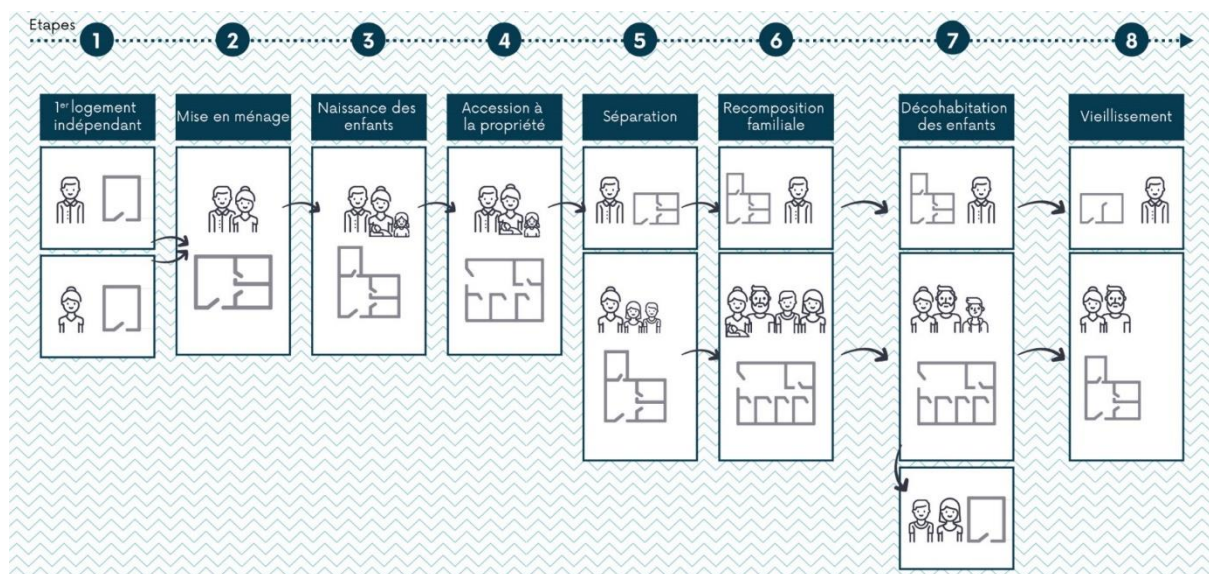 Etapes
1
2
3
4
5
6
7
8
1er logement
indépendant
Mise en ménage
Naissance des
enfants
Accession à
la propriété
Séparation
Recomposition
familiale
Décohabitation
des enfants
Vieillissement